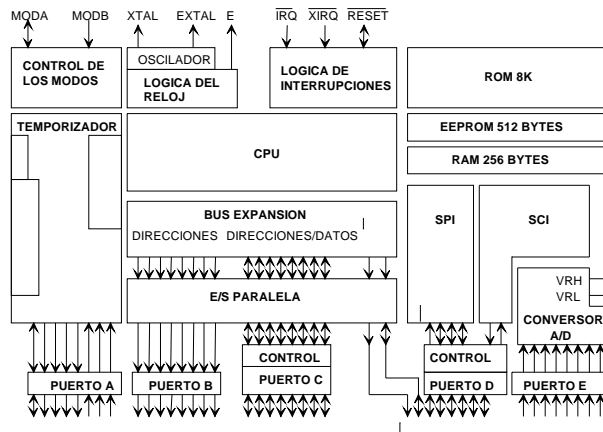 MODA MODB XTAL EXTAL E IRQ XIRQ RESET
CONTROL DE
LOS MODOS
OSCILADOR
LOGICA DEL
RELOJ
LOGICA DE
INTERRUPCIONES
ROM 8K
TEMPORIZADOR
CPU
EEPROM 512 BYTES
RAM 256 BYTES
BUS EXPANSION
DIRECCIONES DIRECCIONES/DATOS
SPI
SCI
E/S PARALELA
VRH
VRL
CONVERSOR
A/D
CONTROL
CONTROL
PUERTO A
PUERTO B
PUERTO C
PUERTO D
PUERTO E